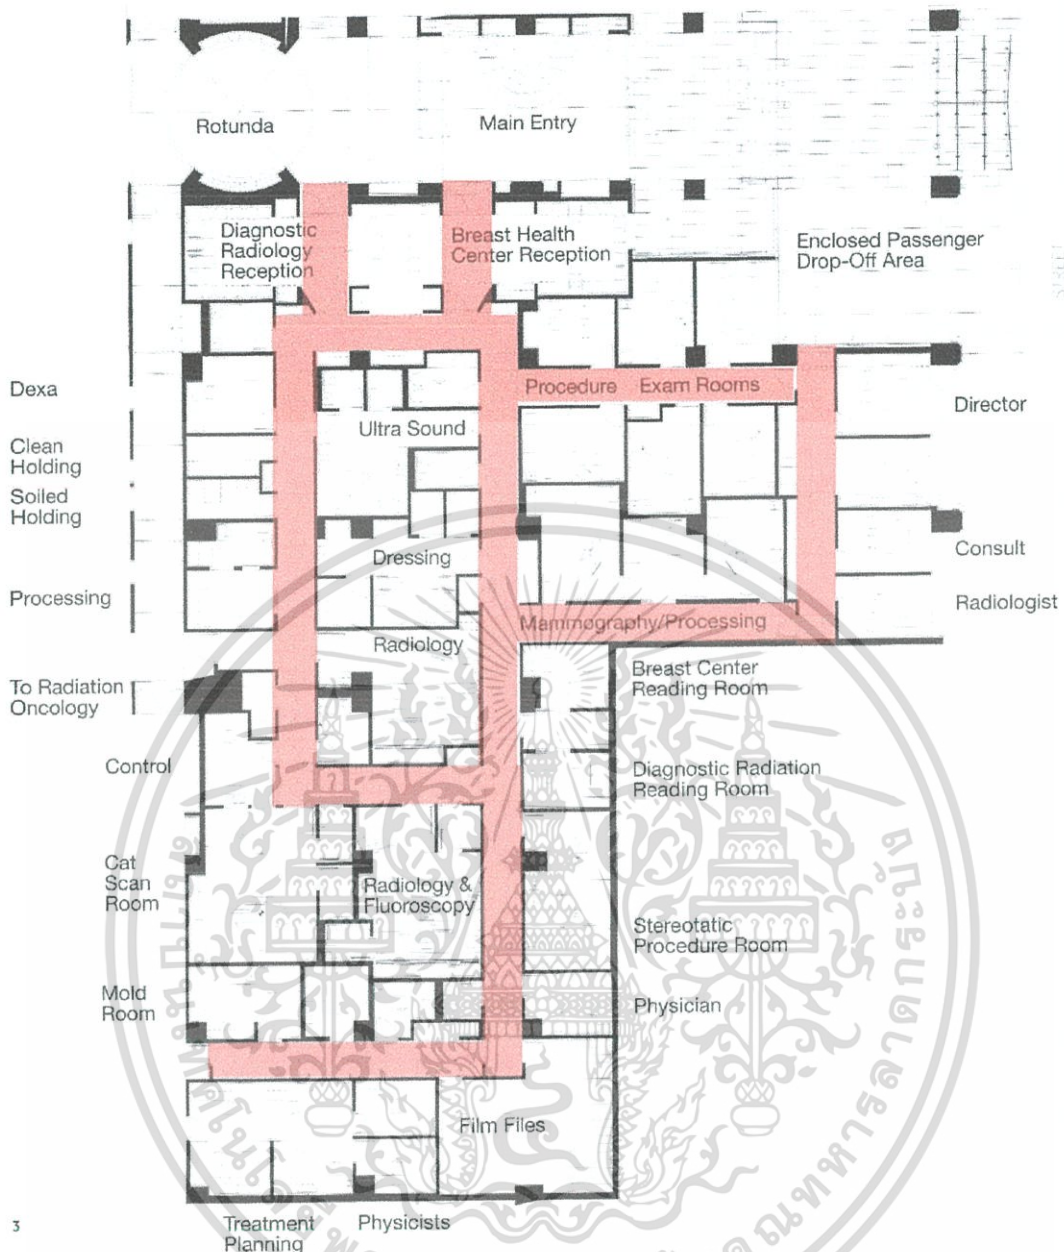 Rotunda
Main Entry
Diagnostic
Radiology
Reception
Breast Health
Center Reception
Enclosed Passenger
Drop-Off Area
Dexa
Procedure Exam Rooms
Director
Ultra Sound
Clean
Holding
Soiled
Holding
Dressing
Consult
Processing
Radiologist
Mammography/Processing
Radiology
Breast Center
Reading Room
To Radiation
Oncology
Control
Diagnostic Radiation
Reading Room
Cat
Scan
Room
Radiology &
Fluoroscopy
Stereotatic
Procedure Room
Mold
Room
Physician
Film Files
3
Treatment
Planning
Physicists